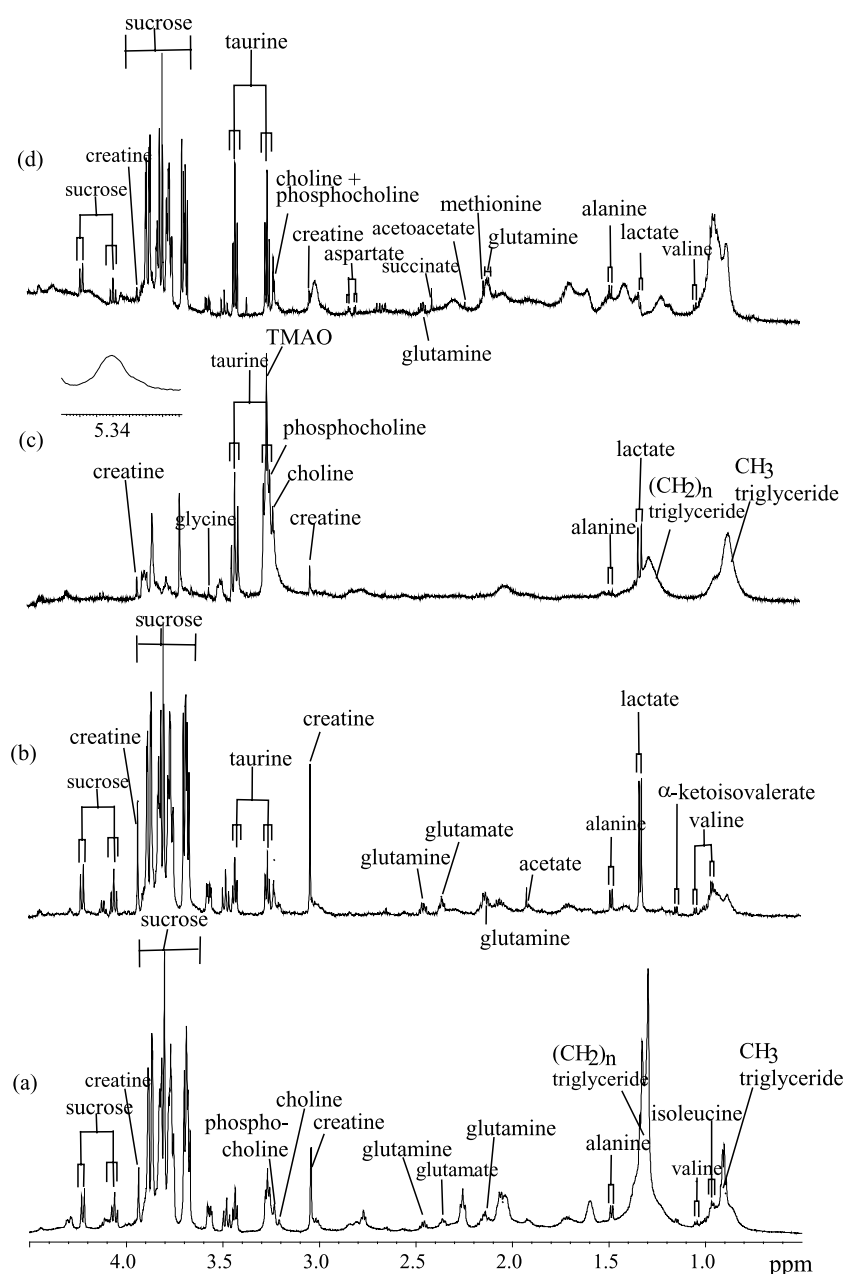 sucrose
taurine
(d)
creatine
sucrose
choline +
phosphocholine
creatine
aspartate
acetoacetate
succinate
methionine
glutamine
glutamine
alanine
lactate
valine
5.34
(c)
taurine
TMAO
phosphocholine
choline
creatine
glycine
creatine
lactate
alanine
(CH2)n
triglyceride
CH3
triglyceride
(b)
sucrose
creatine
sucrose
taurine
creatine
glutamine
glutamate
glutamine
acetate
lactate
alanine
α-ketoisovalerate
valine
(a)
sucrose
creatine
sucrose
phospho-
choline
choline
creatine
glutamine
glutamate
glutamine
(CH2)n
triglyceride
alanine
isoleucine
valine
CH3
triglyceride
4.0 3.5 3.0 2.5 2.0 1.5 1.0 ppm